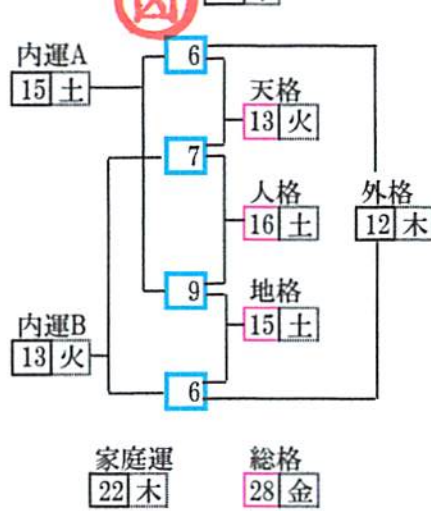 内運A
15 土
6
天格
13 火
7
人格
16 土
外格
12 木
9
地格
15 土
内運B
13 火
6
家庭運
22 木
総格
28 金